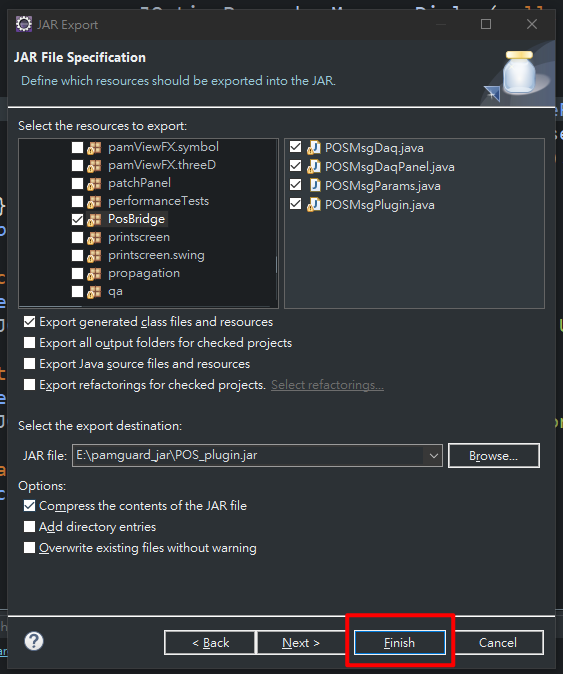 JAR Export
JAR File Specification
Define which resources should be exported into the JAR.
Select the resources to export:
pamViewFX.symbol
pamViewFX.threeD
patchPanel
performanceTests
PosBridge
printscreen
printscreen.swing
propagation
qa
POSMsgDaq.java
POSMsgDaqPanel.java
POSMsgParams.java
POSMsgPlugin.java
Export generated class files and resources
Export all output folders for checked projects
Export Java source files and resources
Export refactorings for checked projects. Select refactorings...
Select the export destination:
JAR file: E:\pamguard_jar\POS_plugin.jar Browse...
Options:
Compress the contents of the JAR file
Add directory entries
Overwrite existing files without warning
? < Back Next > Finish Cancel